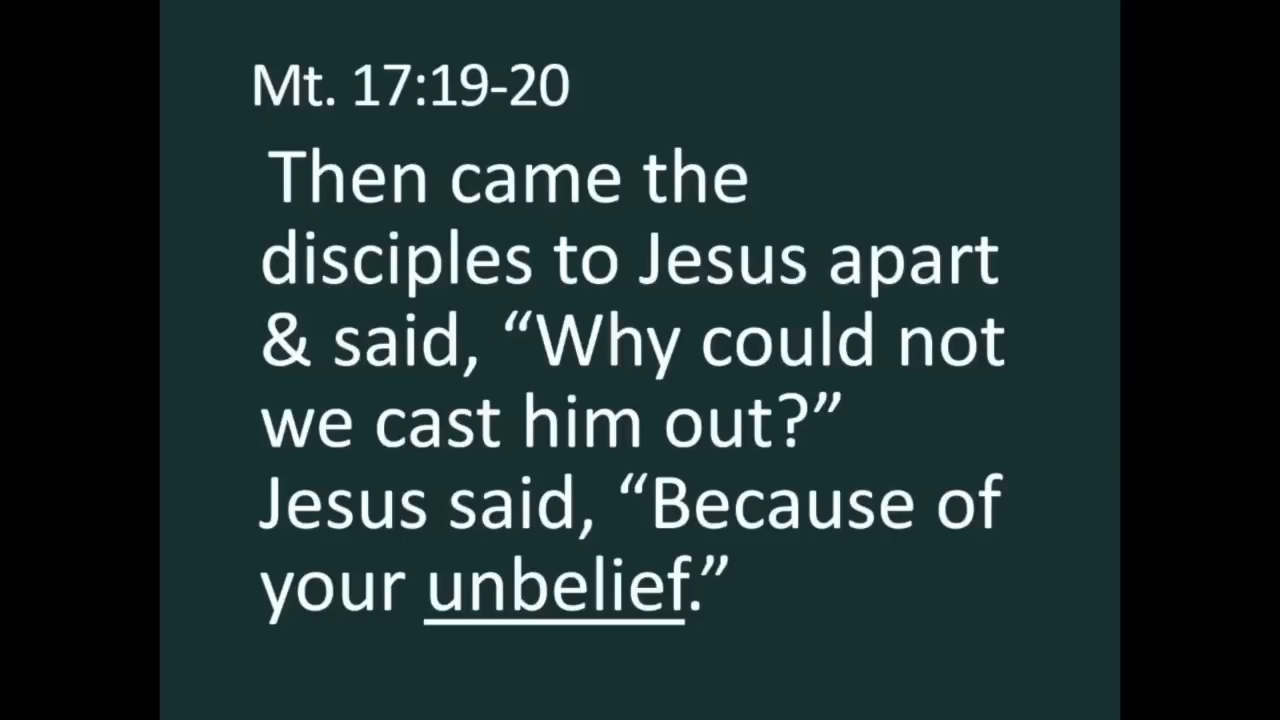 Mt. 17:19-20
Then came the
disciples to Jesus apart
& said, “Why could not
we cast him out?”
Jesus said, “Because of
your unbelief.”